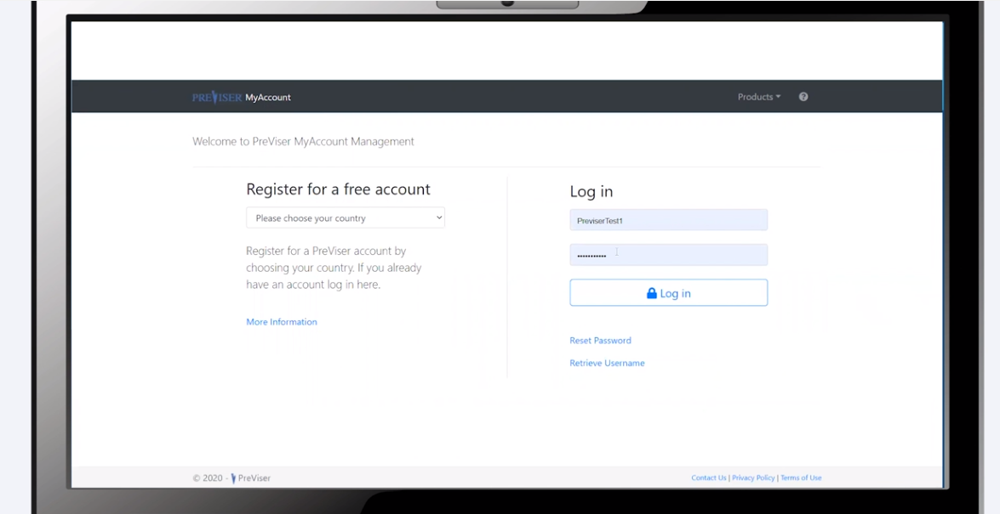 PREVISER MyAccount
Products
Welcome to PreViser MyAccount Management
Register for a free account
Please choose your country
Register for a PreViser account by
choosing your country. If you already
have an account log in here.
More Information
Log in
PreviserTest1
•••••••••••
Log in
Reset Password
Retrieve Username
© 2020 - PreViser
Contact Us | Privacy Policy | Terms of Use